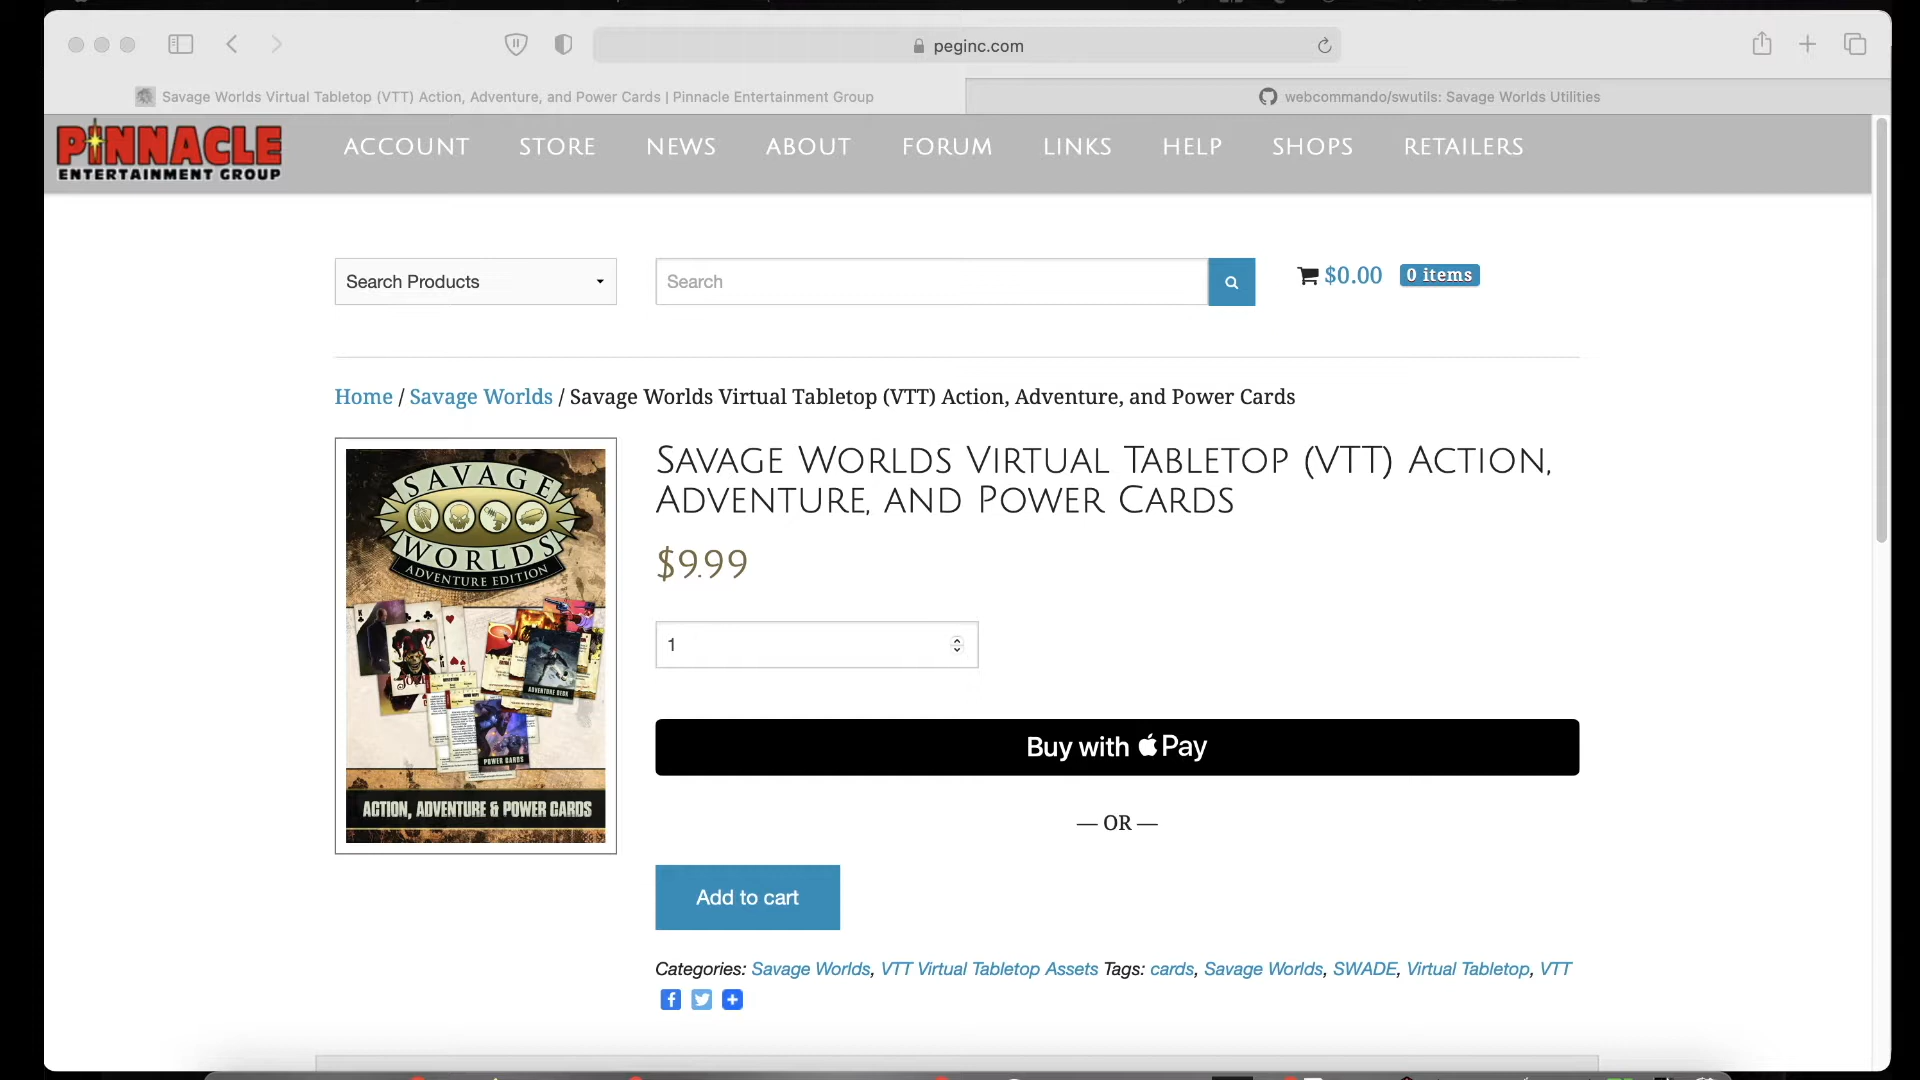 peginc.com
Savage Worlds Virtual Tabletop (VTT) Action, Adventure, and Power Cards | Pinnacle Entertainment Group
webcommando/swutils: Savage Worlds Utilities
PINNACLE
ENTERTAINMENT GROUP
ACCOUNT STORE NEWS ABOUT FORUM LINKS HELP SHOPS RETAILERS
Search Products
Search
$0.00 0 items
Home / Savage Worlds / Savage Worlds Virtual Tabletop (VTT) Action, Adventure, and Power Cards
SAVAGE
WORLDS
ADVENTURE EDITION
ADVENTURE DECK
POWER CARDS
ACTION, ADVENTURE & POWER CARDS
Savage Worlds Virtual Tabletop (VTT) Action,
Adventure, and Power Cards
$9.99
1
Buy with Pay
— OR —
Add to cart
Categories: Savage Worlds, VTT Virtual Tabletop Assets Tags: cards, Savage Worlds, SWADE, Virtual Tabletop, VTT